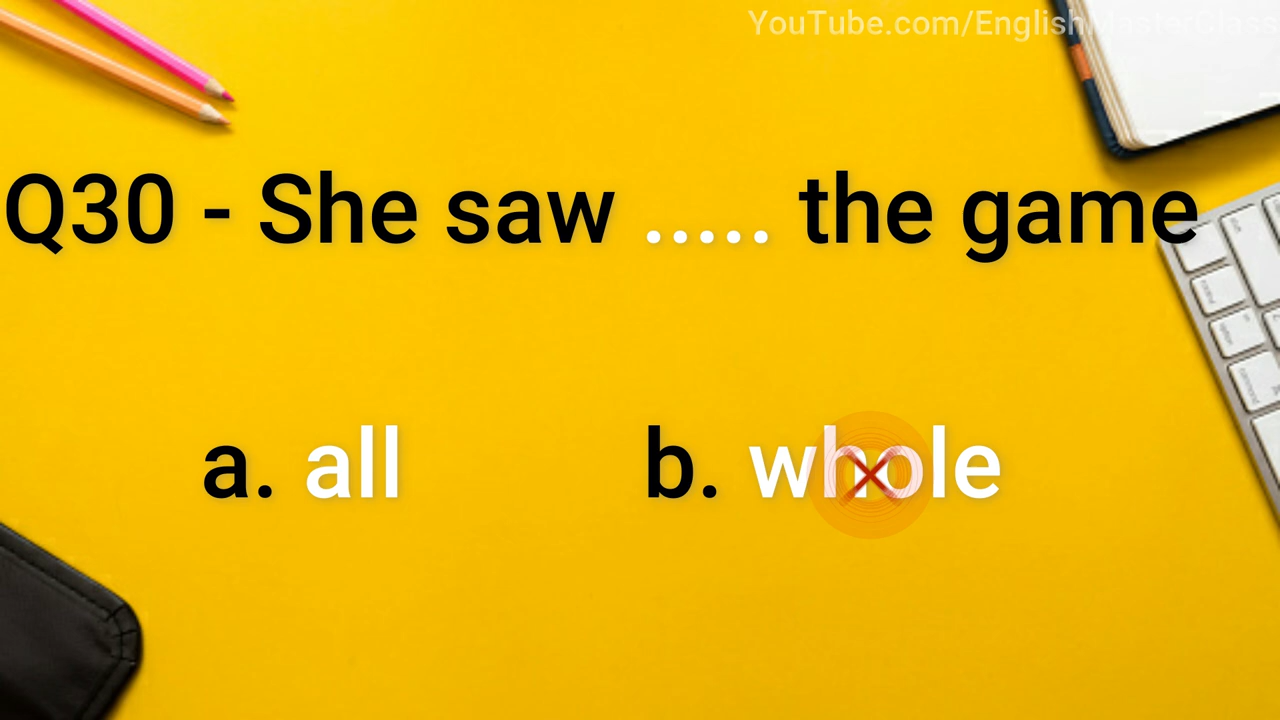 YouTube.com/EnglishMasterClass
Q30 - She saw ..... the game
a. all b. whole